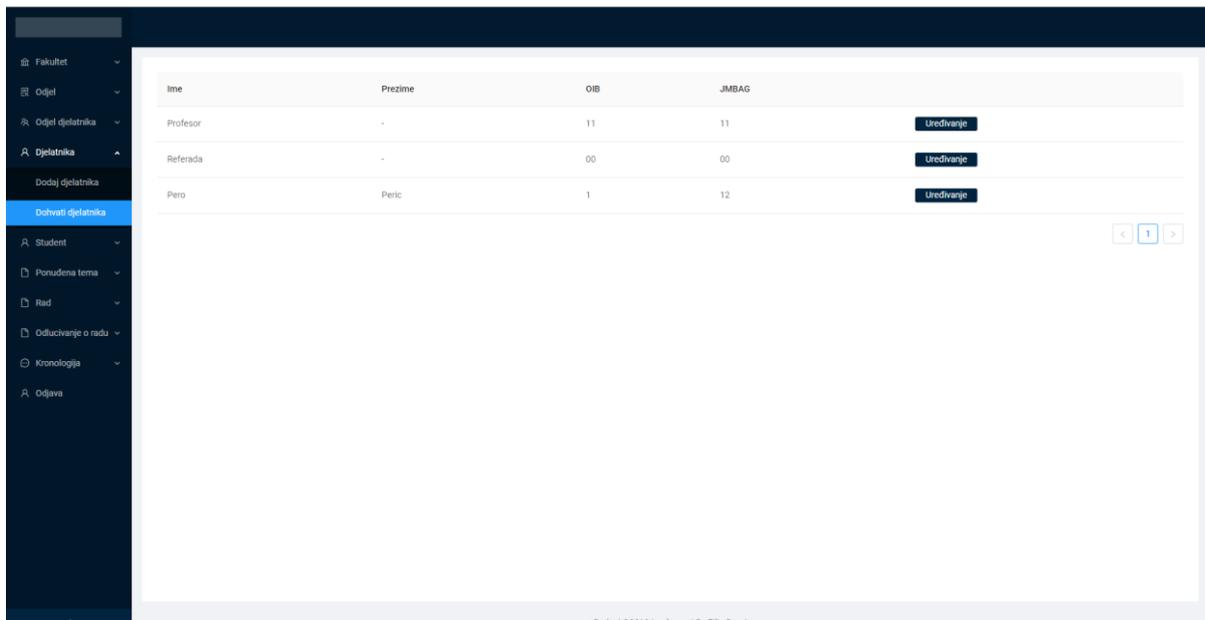 Fakultet
Odjel
Odjel djelatnika
Djelatnika
Dodaj djelatnika
Dohvati djelatnika
Student
Ponuđena tema
Rad
Odlucivanje o radu
Kronologija
Odjava
Ime Prezime OIB JMBAG
Profesor - 11 11 Uređivanje
Referada - 00 00 Uređivanje
Pero Peric 1 12 Uređivanje
< 1 >